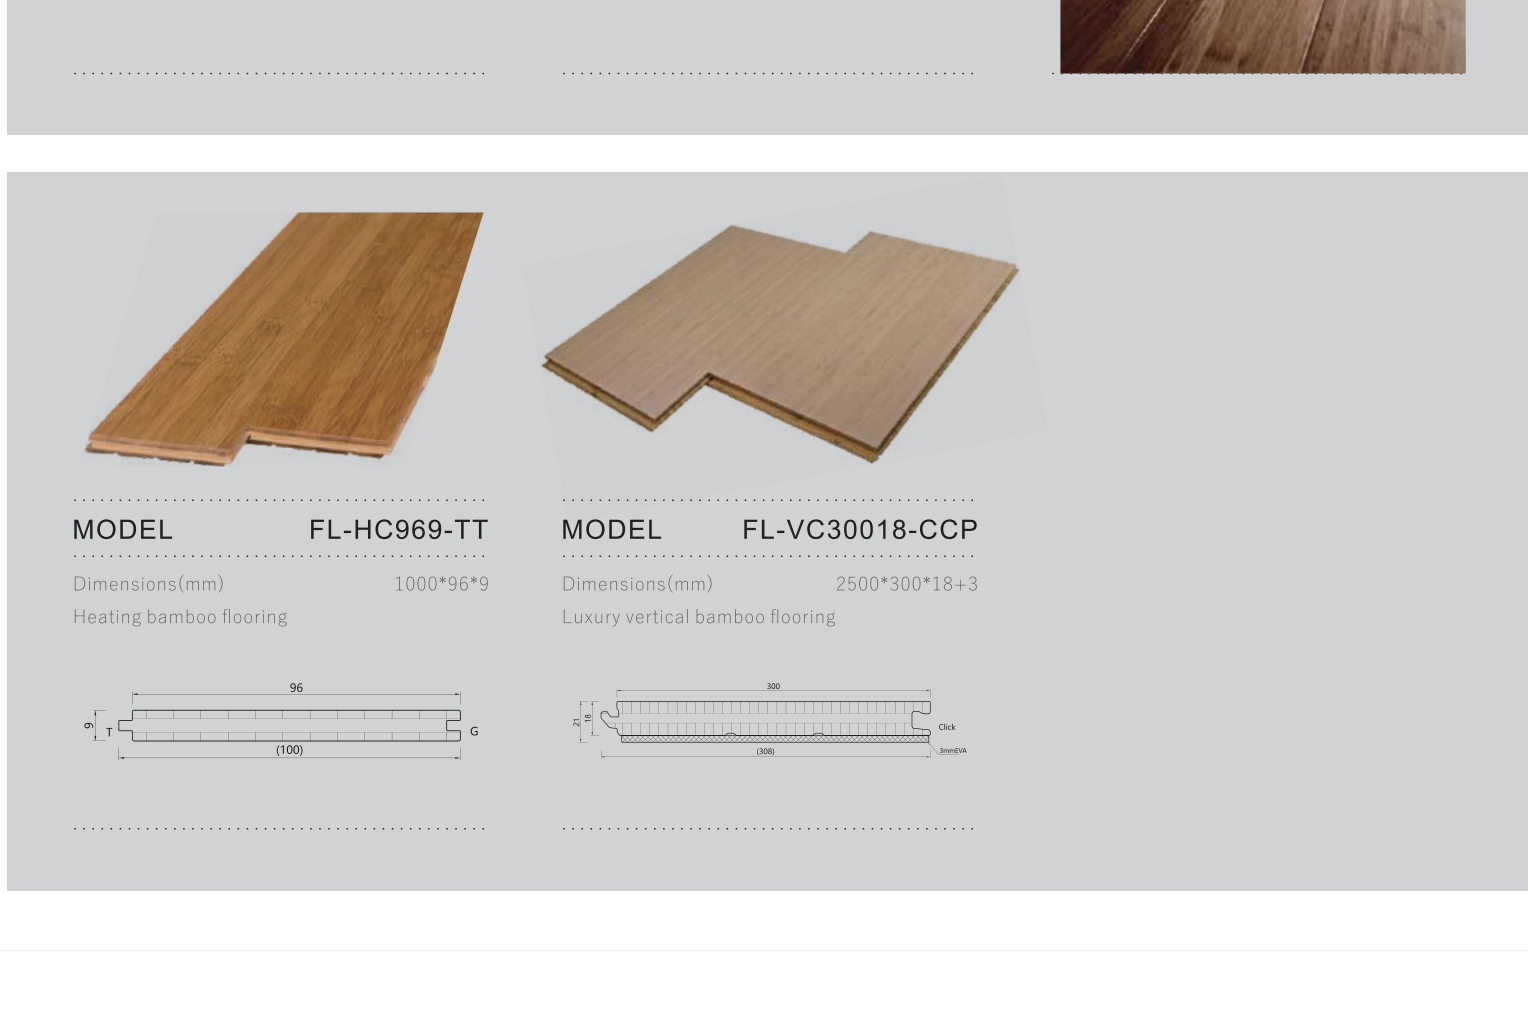 MODEL FL-HC969-TT
Dimensions(mm) 1000*96*9
Heating bamboo flooring
96
9
T
G
(100)
MODEL FL-VC30018-CCP
Dimensions(mm) 2500*300*18+3
Luxury vertical bamboo flooring
300
21
18
Click
(308)
3mmEVA